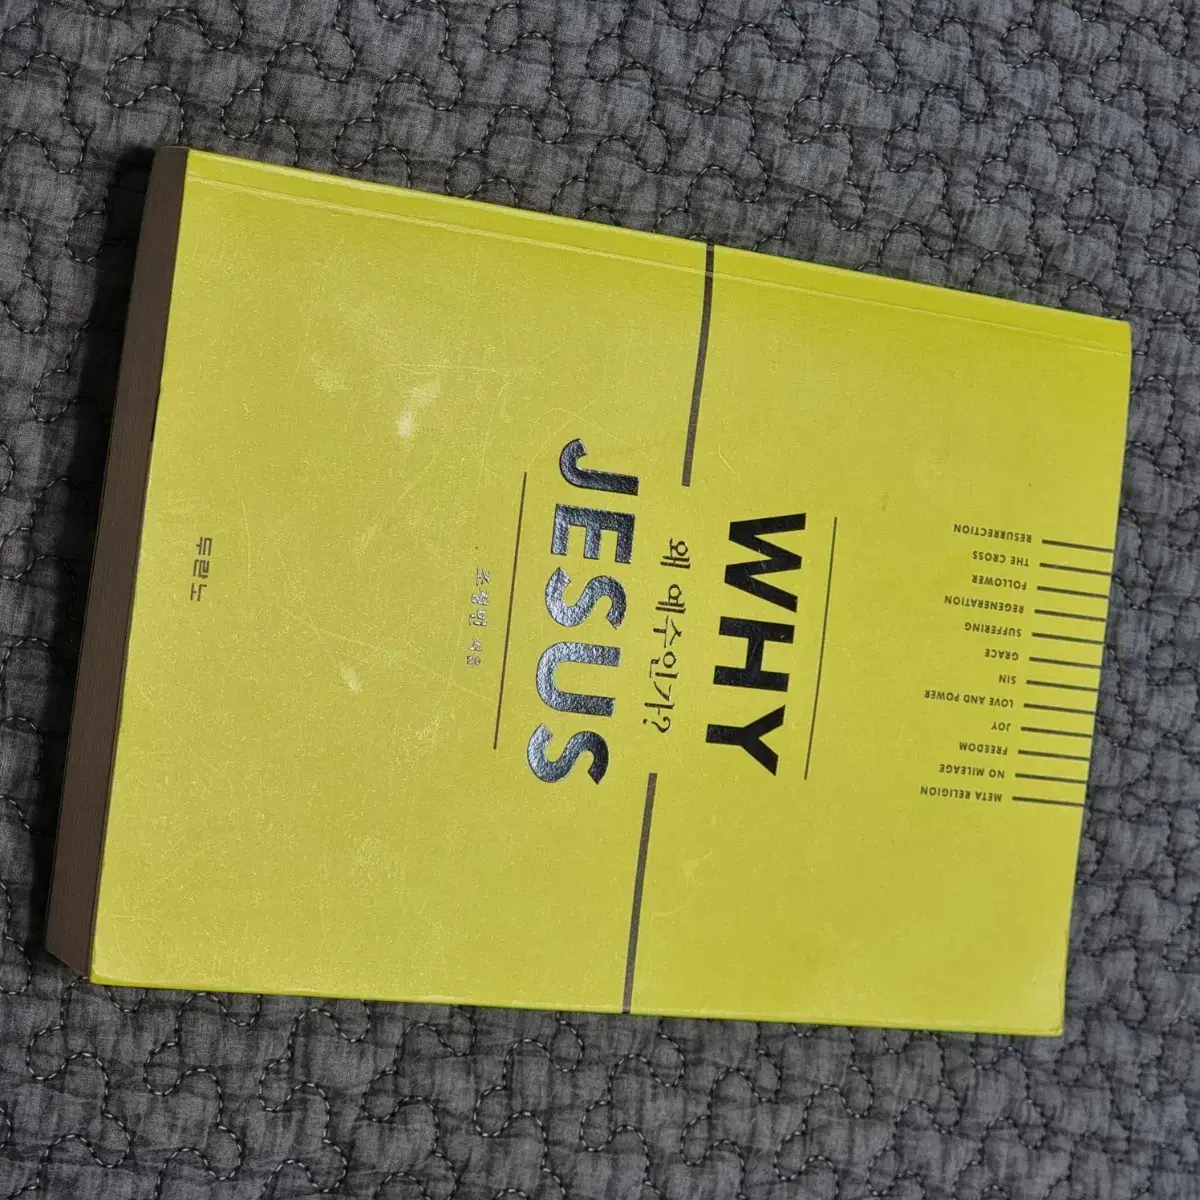 META RELIGION
NO MILEAGE
FREEDOM
JOY
LOVE AND POWER
SIN
GRACE
SUFFERING
REGENERATION
FOLLOWER
THE CROSS
RESURRECTION
WHY
왜 예수인가?
JESUS
조정민 지음
두란노